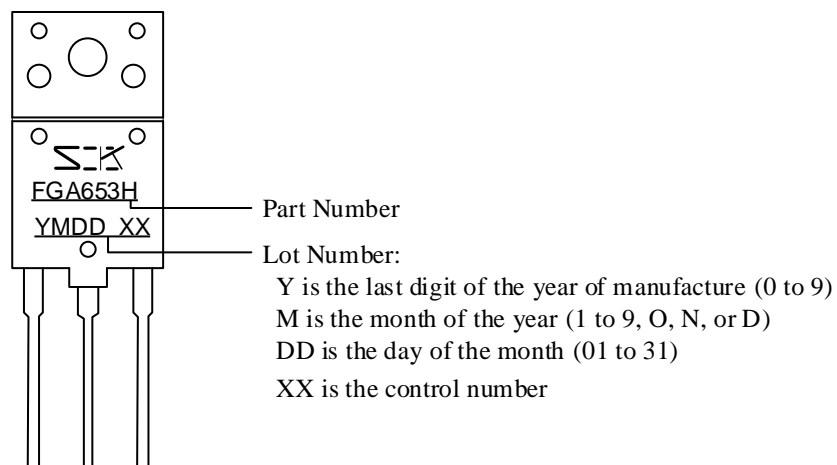 SK
FGA653H
YMDD XX
Part Number
Lot Number:
Y is the last digit of the year of manufacture (0 to 9)
M is the month of the year (1 to 9, O, N, or D)
DD is the day of the month (01 to 31)
XX is the control number